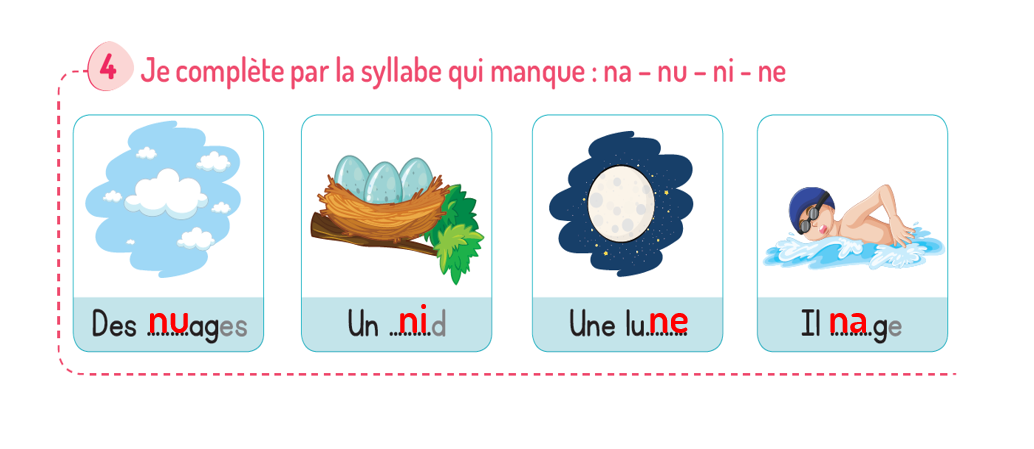 4 Je complète par la syllabe qui manque : na – nu – ni - ne
Des nuages
Un nid
Une lune
Il nage